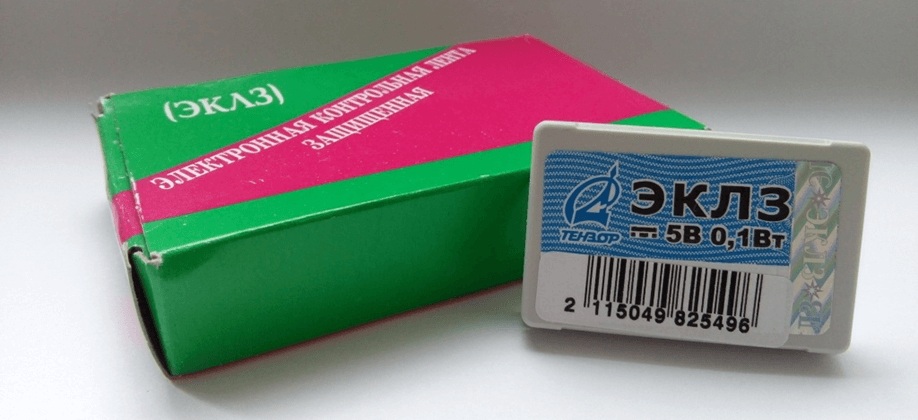 (ЭКЛЗ)
ЭЛЕКТРОННАЯ КОНТРОЛЬНАЯ ЛЕНТА
ЗАЩИЩЕННАЯ
ТЕНЗОР
ЭКЛЗ
5В 0,1Вт
2 115049 825496